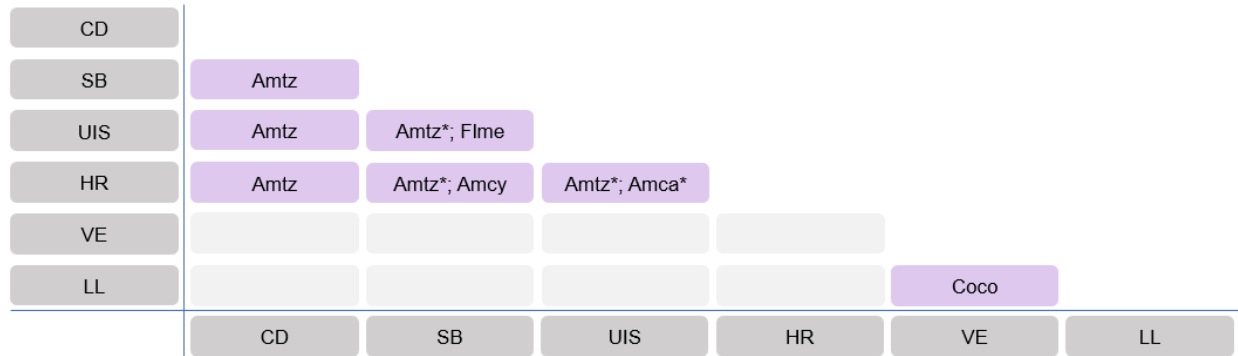 CD
SB Amtz
UIS Amtz Amtz*; Flme
HR Amtz Amtz*; Amcy Amtz*; Amca*
VE
LL Coco
CD SB UIS HR VE LL